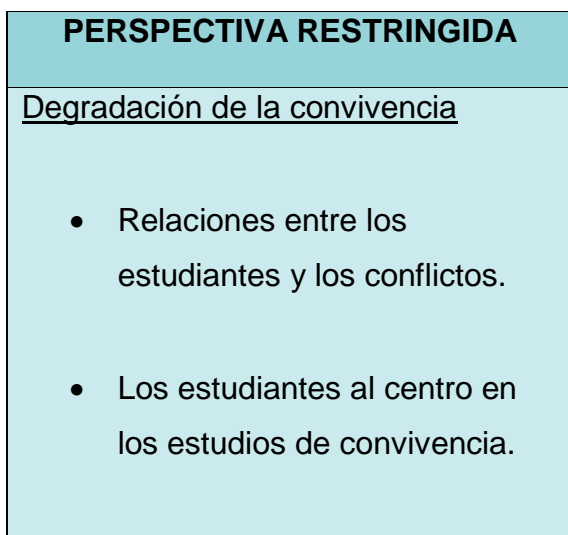 PERSPECTIVA RESTRINGIDA
Degradación de la convivencia
• Relaciones entre los
estudiantes y los conflictos.
• Los estudiantes al centro en
los estudios de convivencia.